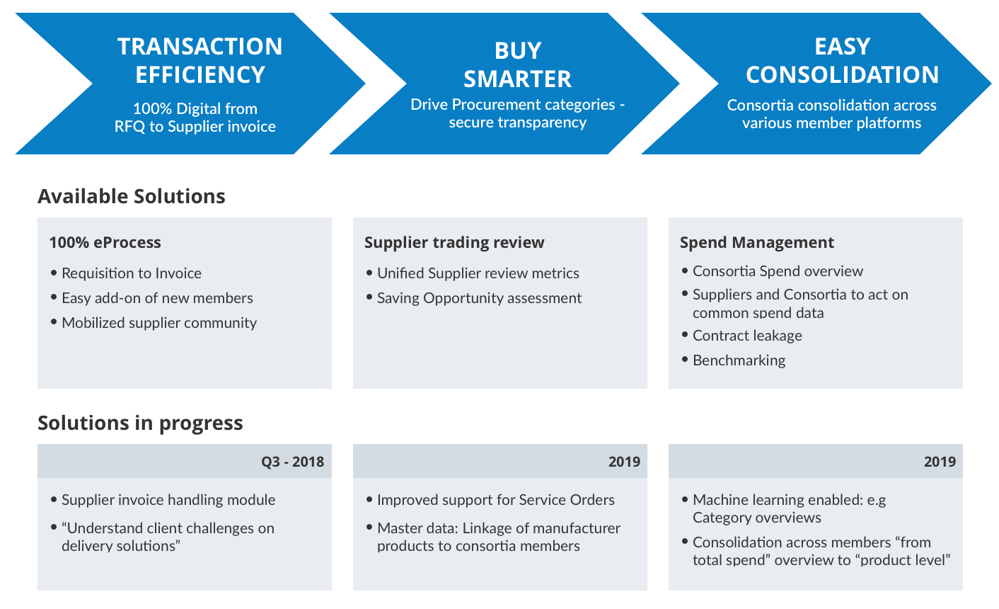 TRANSACTION
EFFICIENCY
100% Digital from
RFQ to Supplier invoice
BUY
SMARTER
Drive Procurement categories -
secure transparency
EASY
CONSOLIDATION
Consortia consolidation across
various member platforms
Available Solutions
100% eProcess
• Requisition to Invoice
• Easy add-on of new members
• Mobilized supplier community
Supplier trading review
• Unified Supplier review metrics
• Saving Opportunity assessment
Spend Management
• Consortia Spend overview
• Suppliers and Consortia to act on
common spend data
• Contract leakage
• Benchmarking
Solutions in progress
Q3 - 2018
• Supplier invoice handling module
• “Understand client challenges on
delivery solutions”
2019
• Improved support for Service Orders
• Master data: Linkage of manufacturer
products to consortia members
2019
• Machine learning enabled: e.g
Category overviews
• Consolidation across members “from
total spend” overview to “product level”